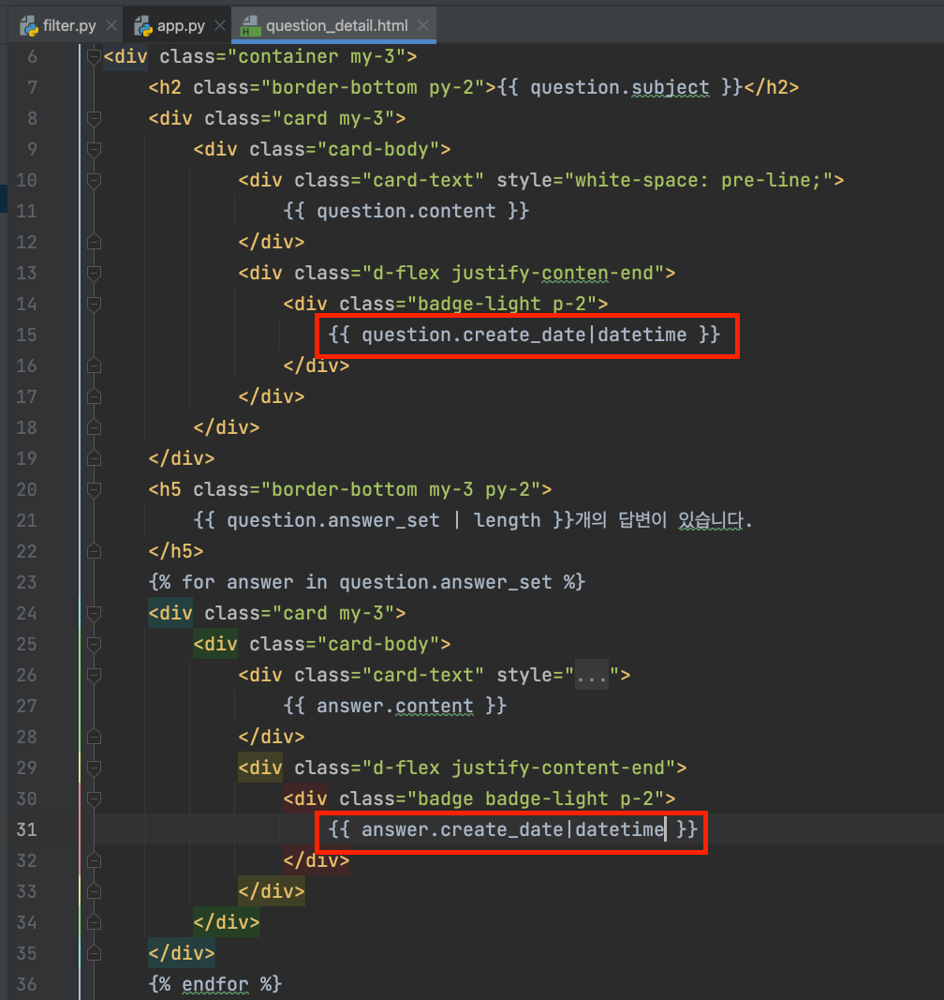 filter.py app.py question_detail.html
6 <div class="container my-3">
7 <h2 class="border-bottom py-2">{{ question.subject }}</h2>
8 <div class="card my-3">
9 <div class="card-body">
10 <div class="card-text" style="white-space: pre-line;">
11 {{ question.content }}
12 </div>
13 <div class="d-flex justify-conten-end">
14 <div class="badge-light p-2">
15 {{ question.create_date|datetime }}
16 </div>
17 </div>
18 </div>
19 </div>
20 <h5 class="border-bottom my-3 py-2">
21 {{ question.answer_set | length }}개의 답변이 있습니다.
22 </h5>
23 {% for answer in question.answer_set %}
24 <div class="card my-3">
25 <div class="card-body">
26 <div class="card-text" style="...">
27 {{ answer.content }}
28 </div>
29 <div class="d-flex justify-content-end">
30 <div class="badge badge-light p-2">
31 {{ answer.create_date|datetime }}
32 </div>
33 </div>
34 </div>
35 </div>
36 {% endfor %}